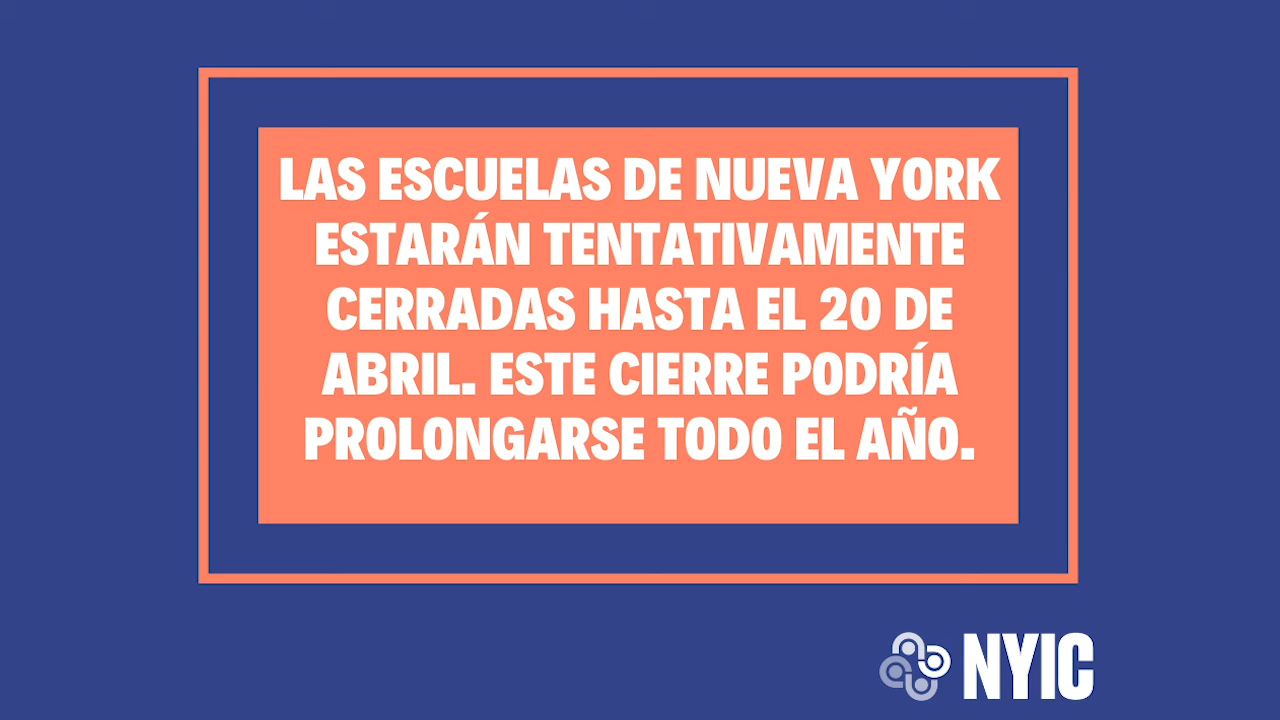 LAS ESCUELAS DE NUEVA YORK
ESTARÁN TENTATIVAMENTE
CERRADAS HASTA EL 20 DE
ABRIL. ESTE CIERRE PODRÍA
PROLONGARSE TODO EL AÑO.
NYIC